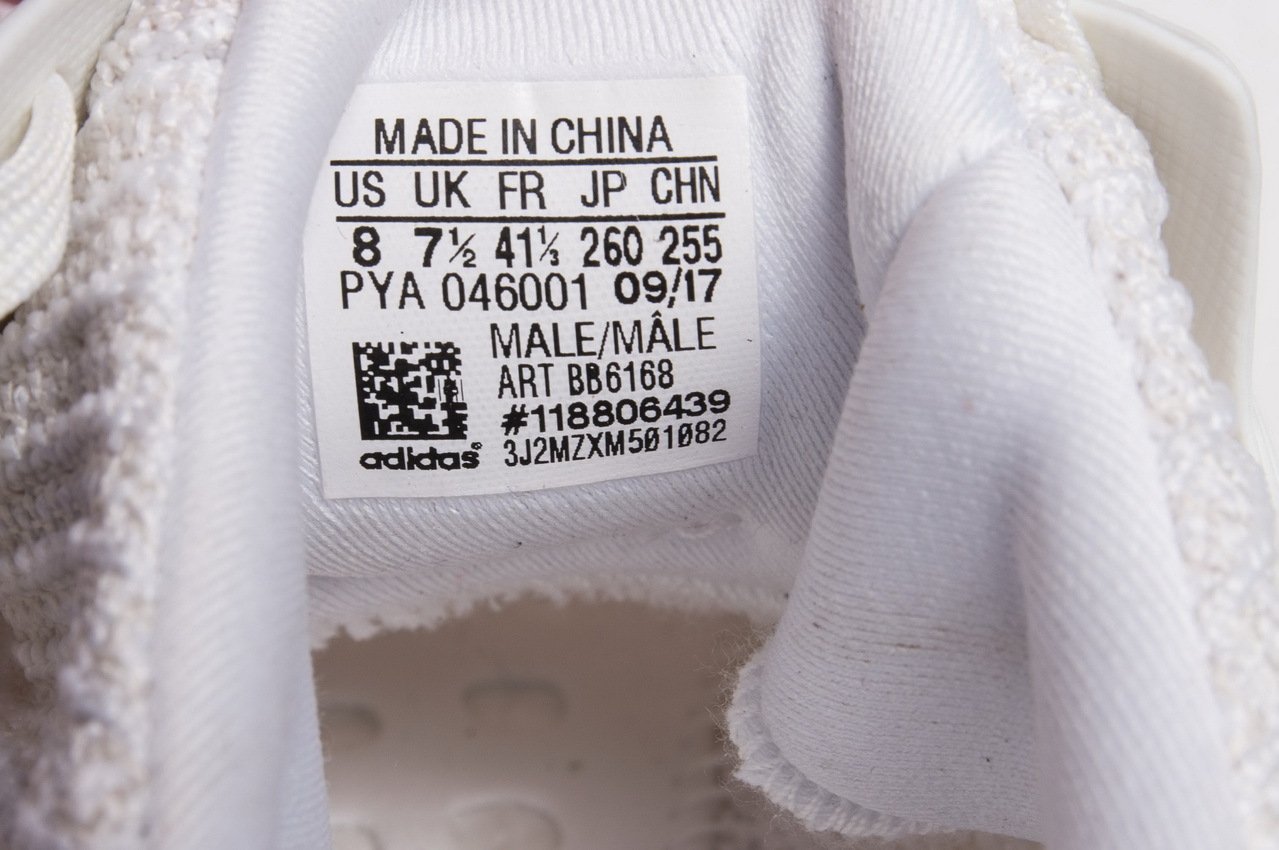 MADE IN CHINA
US UK FR JP CHN
8 7½ 41⅓ 260 255
PYA 046001 09/17
MALE/MÂLE
ART BB6168
#118806439
adidas® 3J2MZXM501082